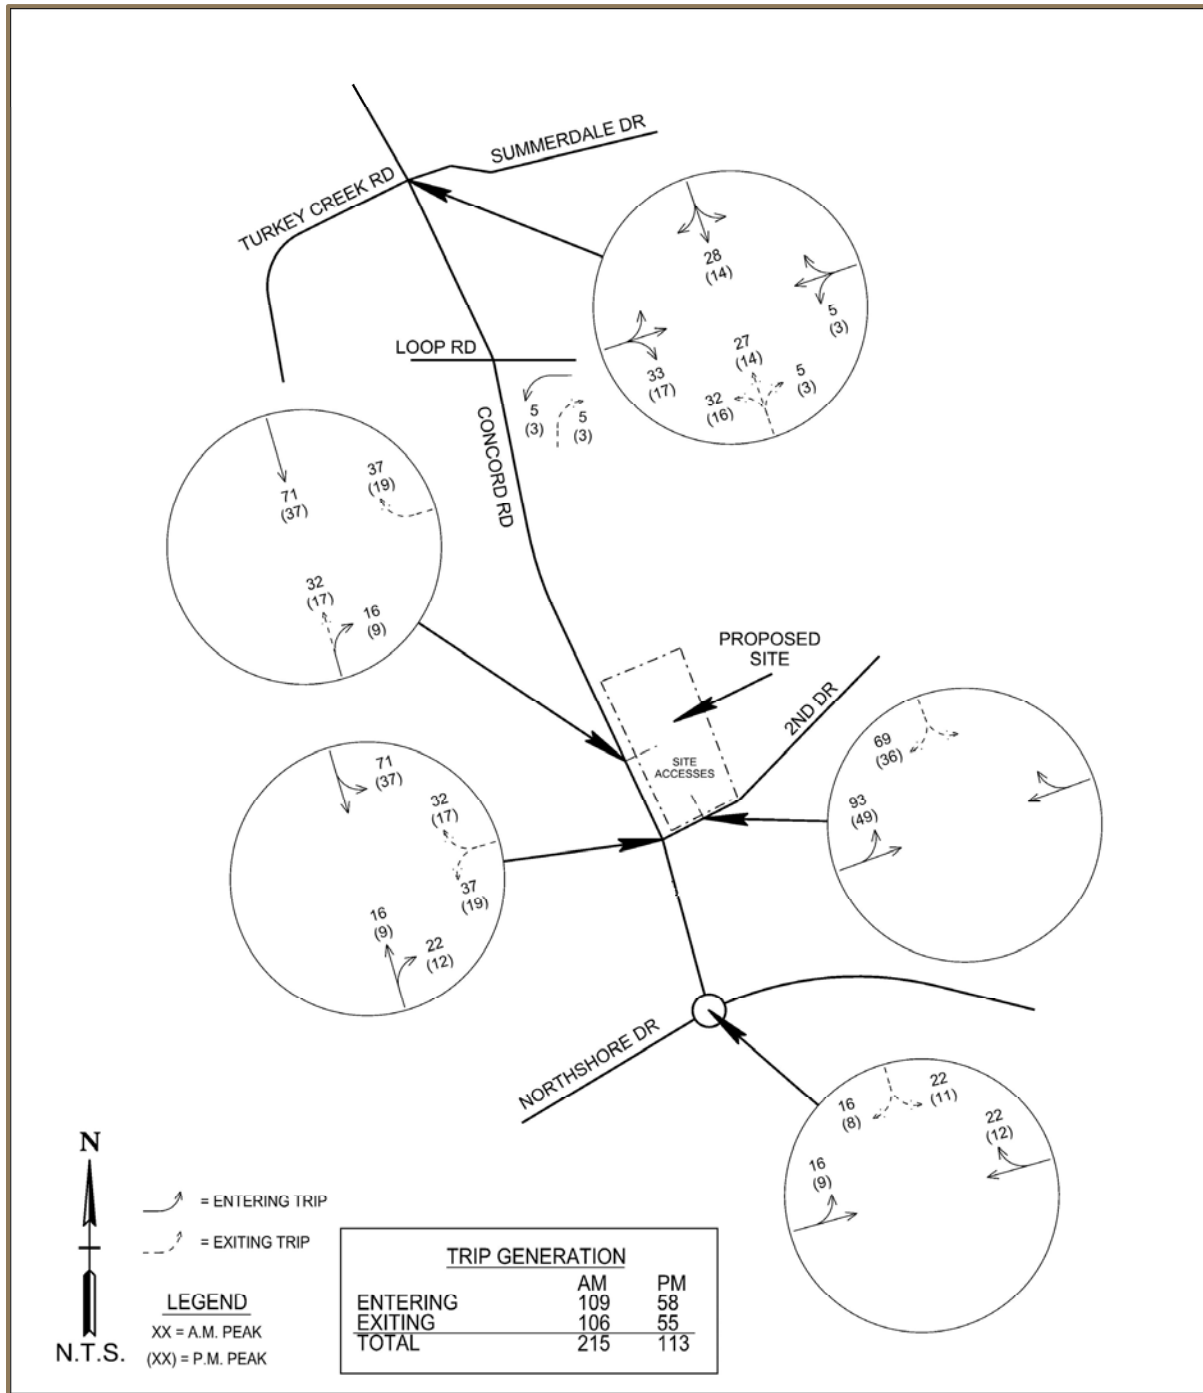 SUMMERDALE DR
TURKEY CREEK RD
28
(14)
5
(3)
33
(17)
27
(14)
5
(3)
32
(16)
LOOP RD
5
(3)
5
(3)
CONCORD RD
71
(37)
37
(19)
32
(17)
16
(9)
PROPOSED
SITE
2ND DR
SITE
ACCESSES
69
(36)
93
(49)
71
(37)
32
(17)
37
(19)
16
(9)
22
(12)
NORTHSHORE DR
16
(8)
22
(11)
22
(12)
16
(9)
N
N.T.S.
= ENTERING TRIP
= EXITING TRIP
LEGEND
XX = A.M. PEAK
(XX) = P.M. PEAK
TRIP GENERATION
AM PM
ENTERING 109 58
EXITING 106 55
TOTAL 215 113